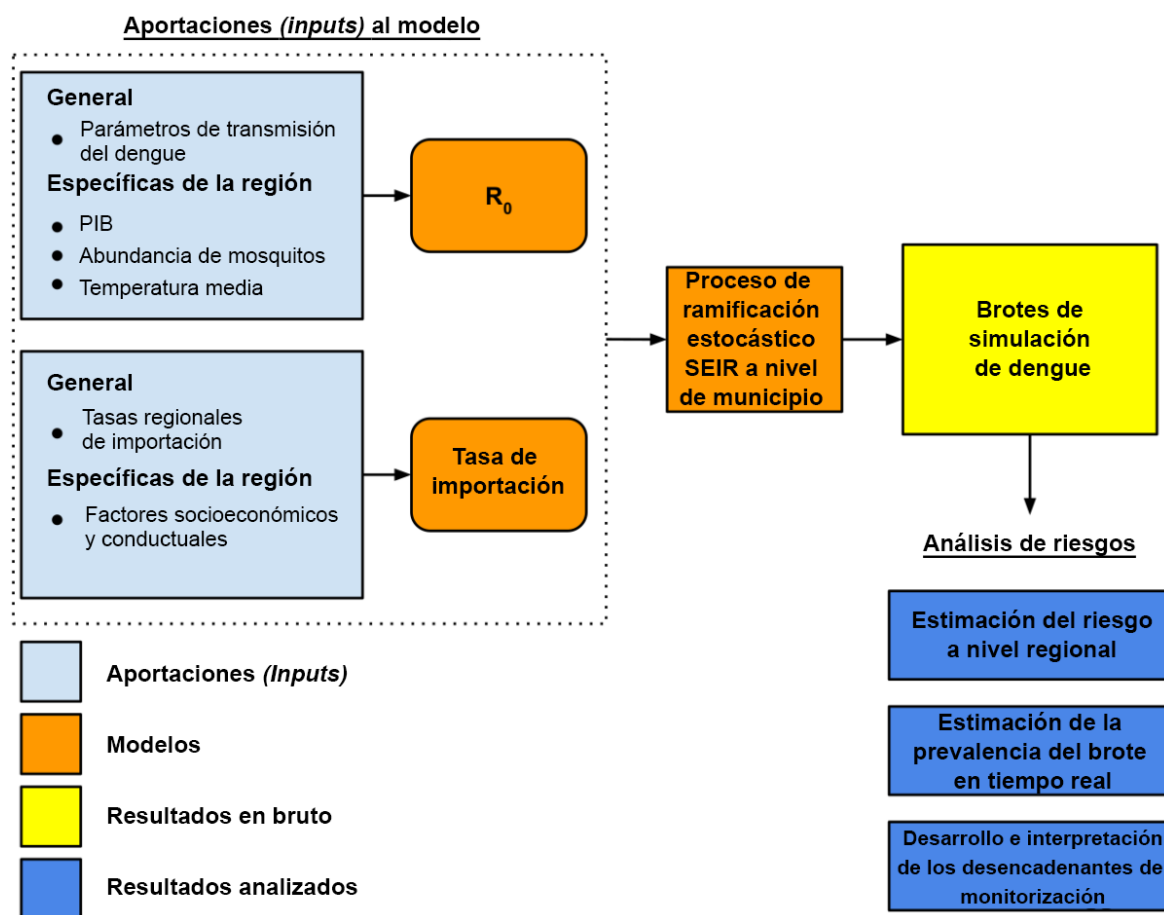 Aportaciones (inputs) al modelo
General
• Parámetros de transmisión
del dengue
Específicas de la región
• PIB
• Abundancia de mosquitos
• Temperatura media
R0
General
• Tasas regionales
de importación
Específicas de la región
• Factores socioeconómicos
y conductuales
Tasa de
importación
Proceso de
ramificación
estocástico
SEIR a nivel
de municipio
Brotes de
simulación
de dengue
Análisis de riesgos
Estimación del riesgo
a nivel regional
Estimación de la
prevalencia del brote
en tiempo real
Desarrollo e interpretación
de los desencadenantes de
monitorización
Aportaciones (Inputs)
Modelos
Resultados en bruto
Resultados analizados